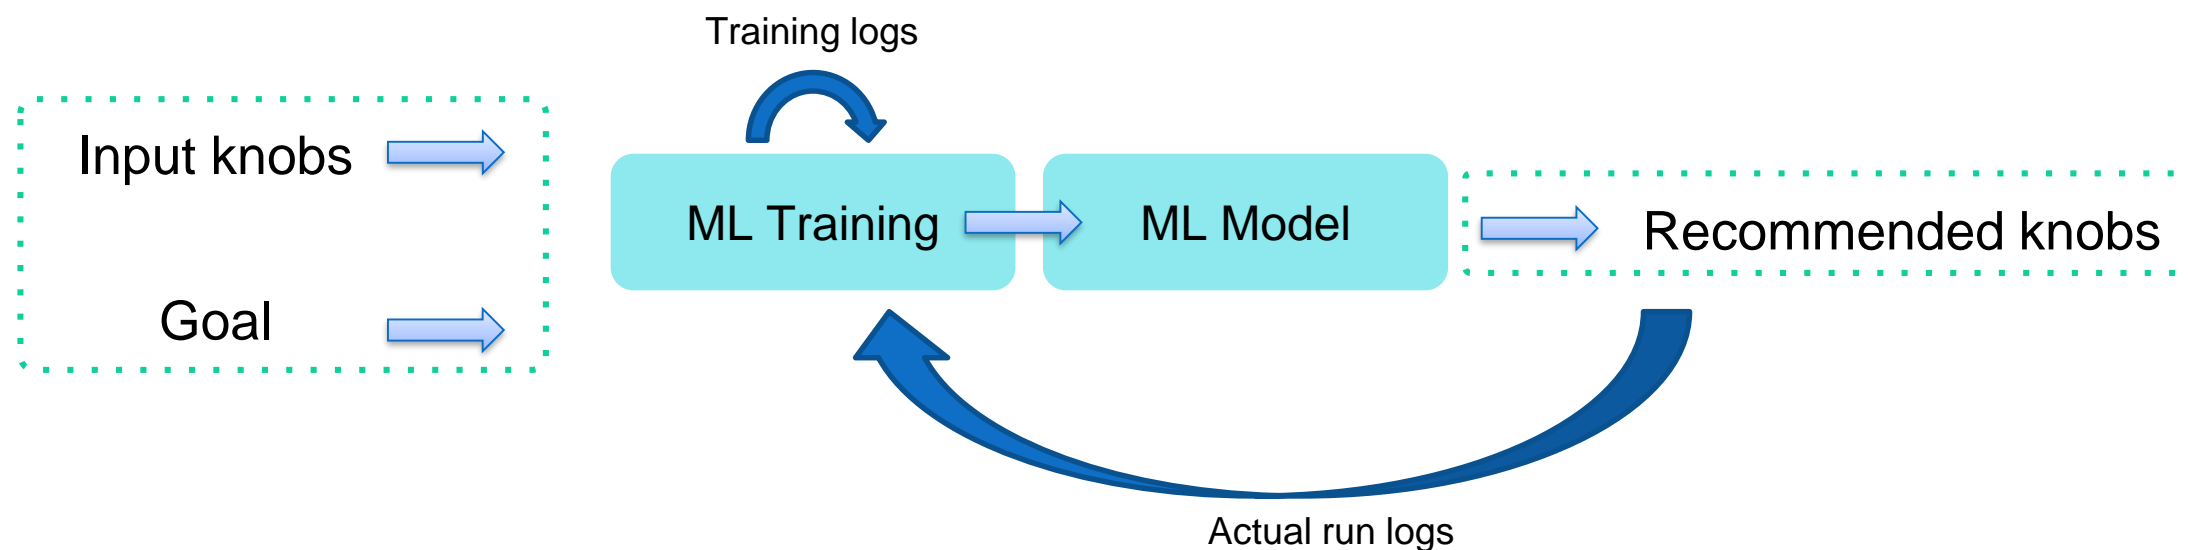 Training logs
Input knobs
ML Training
ML Model
Recommended knobs
Goal
Actual run logs